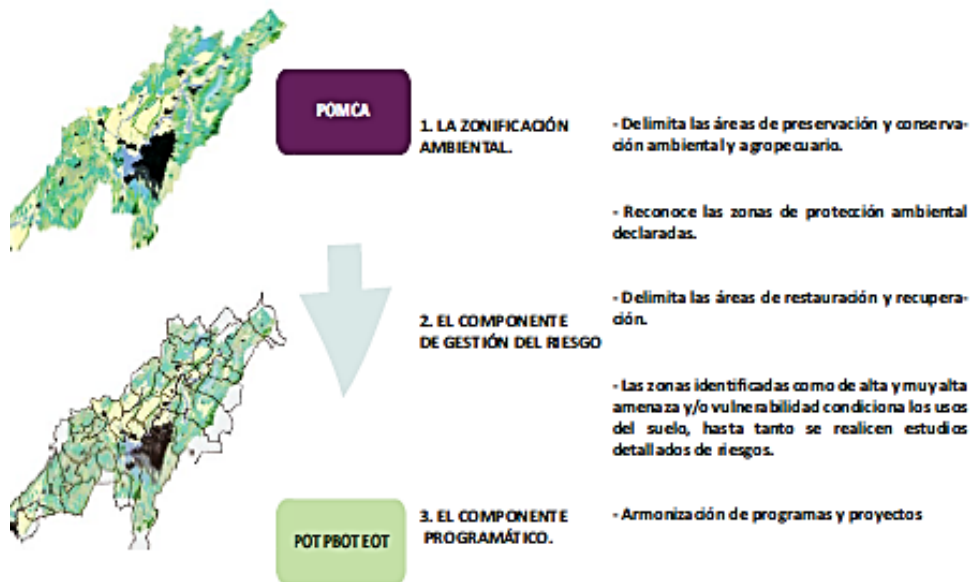 POMCA
1. LA ZONIFICACIÓN
AMBIENTAL.
- Delimita las áreas de preservación y conserva-
ción ambiental y agropecuario.
- Reconoce las zonas de protección ambiental
declaradas.
- Delimita las áreas de restauración y recupera-
ción.
2. EL COMPONENTE
DE GESTIÓN DEL RIESGO
- Las zonas identificadas como de alta y muy alta
amenaza y/o vulnerabilidad condiciona los usos
del suelo, hasta tanto se realicen estudios
detallados de riesgos.
POT PBOT EOT
3. EL COMPONENTE
PROGRAMÁTICO.
- Armonización de programas y proyectos